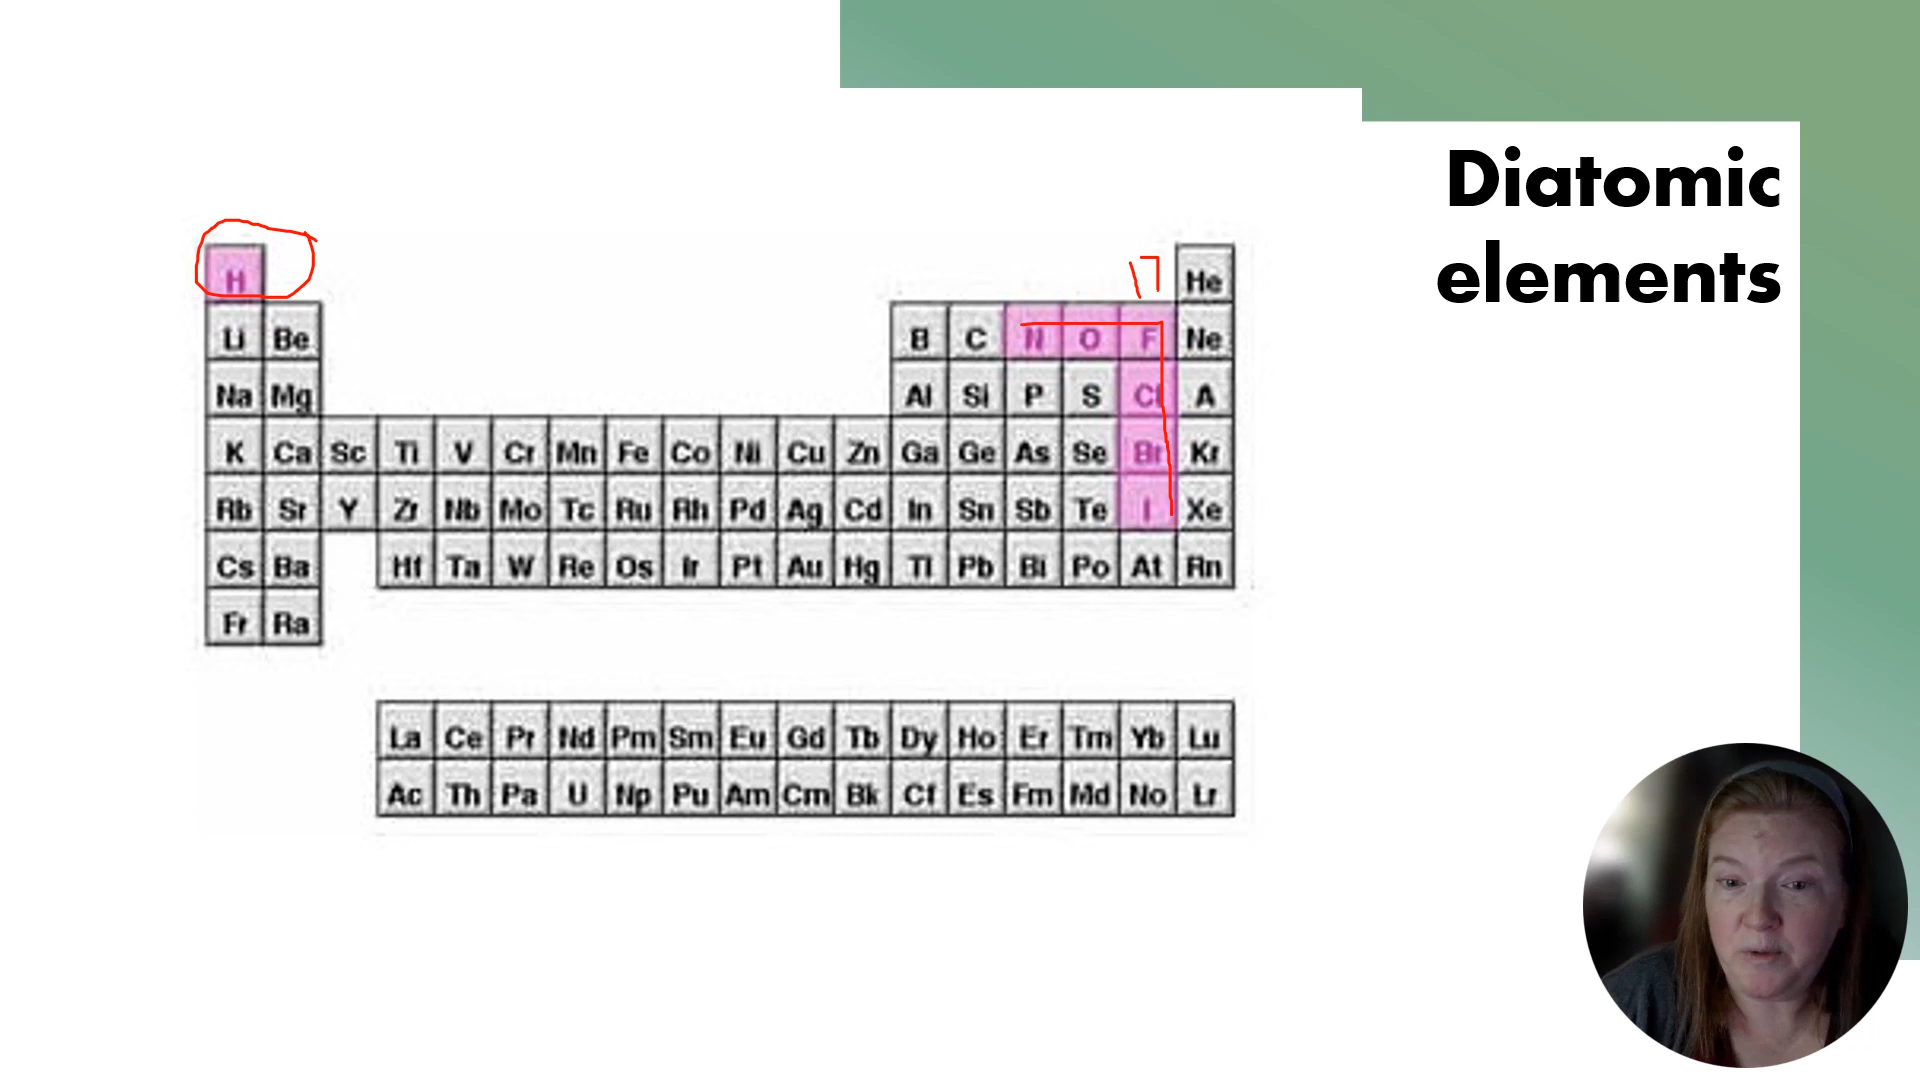 Diatomic
elements
17
H He
Li Be B C N O F Ne
Na Mg Al Si P S Cl A
K Ca Sc Ti V Cr Mn Fe Co Ni Cu Zn Ga Ge As Se Br Kr
Rb Sr Y Zr Nb Mo Tc Ru Rh Pd Ag Cd In Sn Sb Te I Xe
Cs Ba Hf Ta W Re Os Ir Pt Au Hg Tl Pb Bi Po At Rn
Fr Ra
La Ce Pr Nd Pm Sm Eu Gd Tb Dy Ho Er Tm Yb Lu
Ac Th Pa U Np Pu Am Cm Bk Cf Es Fm Md No Lr